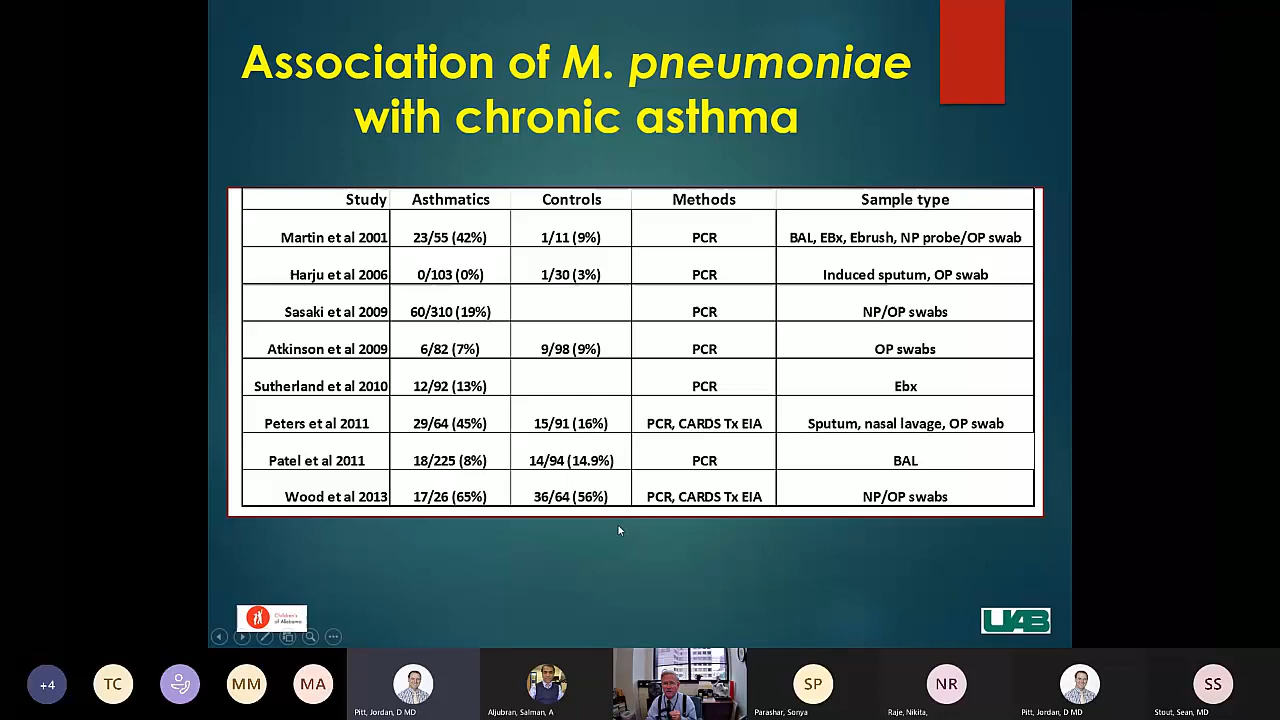 Association of M. pneumoniae
with chronic asthma
Study Asthmatics Controls Methods Sample type
Martin et al 2001 23/55 (42%) 1/11 (9%) PCR BAL, EBx, Ebrush, NP probe/OP swab
Harju et al 2006 0/103 (0%) 1/30 (3%) PCR Induced sputum, OP swab
Sasaki et al 2009 60/310 (19%) PCR NP/OP swabs
Atkinson et al 2009 6/82 (7%) 9/98 (9%) PCR OP swabs
Sutherland et al 2010 12/92 (13%) PCR Ebx
Peters et al 2011 29/64 (45%) 15/91 (16%) PCR, CARDS Tx EIA Sputum, nasal lavage, OP swab
Patel et al 2011 18/225 (8%) 14/94 (14.9%) PCR BAL
Wood et al 2013 17/26 (65%) 36/64 (56%) PCR, CARDS Tx EIA NP/OP swabs
Children's
of Alabama
UAB
+4 TC MM MA SP NR SS
Pitt, Jordan, D MD Aljubran, Salman, A Parashar, Sonya Raje, Nikita, Pitt, Jordan, D MD Stout, Sean, MD